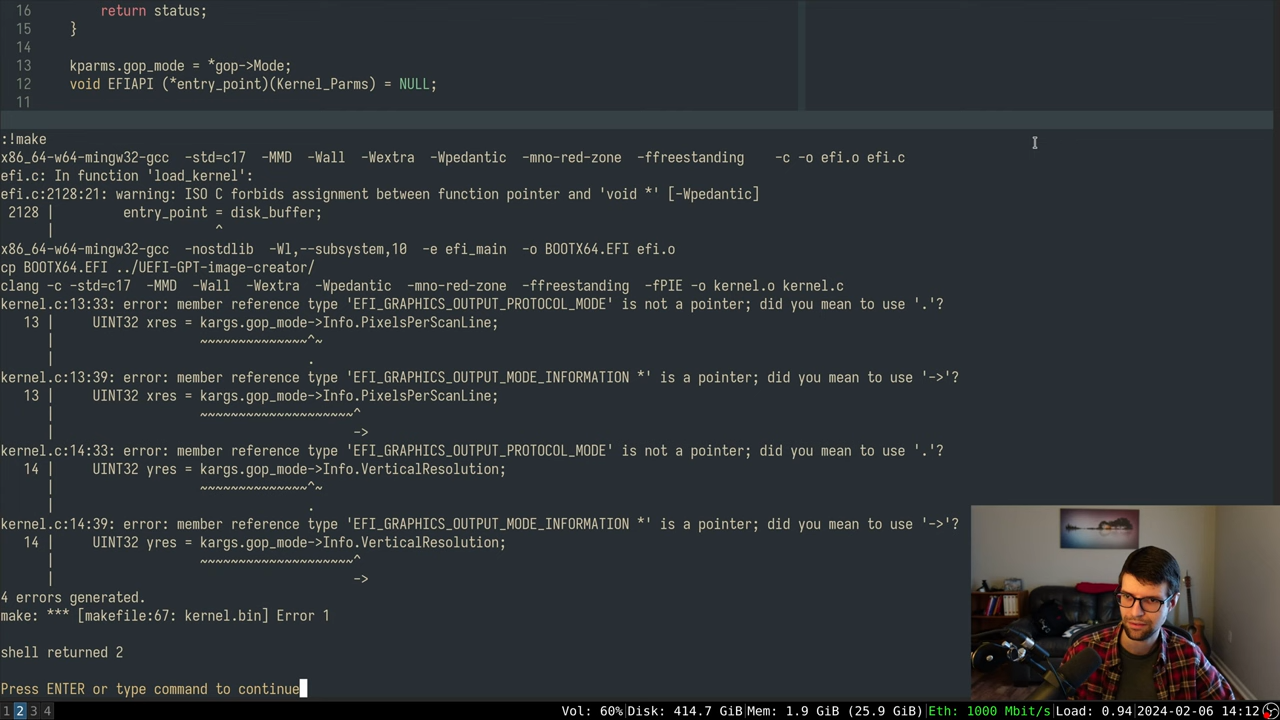 16         return status;
15     }
14
13     kparms.gop_mode = *gop->Mode;
12     void EFIAPI (*entry_point)(Kernel_Parms) = NULL;
11
:!make
x86_64-w64-mingw32-gcc  -std=c17  -MMD  -Wall  -Wextra  -Wpedantic  -mno-red-zone  -ffreestanding    -c -o efi.o efi.c
efi.c: In function 'load_kernel':
efi.c:2128:21: warning: ISO C forbids assignment between function pointer and 'void *' [-Wpedantic]
 2128 |         entry_point = disk_buffer;
      |                     ^
x86_64-w64-mingw32-gcc  -nostdlib  -Wl,--subsystem,10  -e efi_main  -o BOOTX64.EFI efi.o
cp BOOTX64.EFI ../UEFI-GPT-image-creator/
clang -c -std=c17  -MMD  -Wall  -Wextra  -Wpedantic  -mno-red-zone  -ffreestanding  -fPIE -o kernel.o kernel.c
kernel.c:13:33: error: member reference type 'EFI_GRAPHICS_OUTPUT_PROTOCOL_MODE' is not a pointer; did you mean to use '.'?
   13 |     UINT32 xres = kargs.gop_mode->Info.PixelsPerScanLine;
      |                   ~~~~~~~~~~~~~~^~
      |                                 .
kernel.c:13:39: error: member reference type 'EFI_GRAPHICS_OUTPUT_MODE_INFORMATION *' is a pointer; did you mean to use '->'?
   13 |     UINT32 xres = kargs.gop_mode->Info.PixelsPerScanLine;
      |                   ~~~~~~~~~~~~~~~~~~~~^
      |                                       ->
kernel.c:14:33: error: member reference type 'EFI_GRAPHICS_OUTPUT_PROTOCOL_MODE' is not a pointer; did you mean to use '.'?
   14 |     UINT32 yres = kargs.gop_mode->Info.VerticalResolution;
      |                   ~~~~~~~~~~~~~~^~
      |                                 .
kernel.c:14:39: error: member reference type 'EFI_GRAPHICS_OUTPUT_MODE_INFORMATION *' is a pointer; did you mean to use '->'?
   14 |     UINT32 yres = kargs.gop_mode->Info.VerticalResolution;
      |                   ~~~~~~~~~~~~~~~~~~~~^
      |                                       ->
4 errors generated.
make: *** [makefile:67: kernel.bin] Error 1
shell returned 2
Press ENTER or type command to continue
1 2 3 4 Vol: 60%|Disk: 414.7 GiB|Mem: 1.9 GiB (25.9 GiB)|Eth: 1000 Mbit/s|Load: 0.94|2024-02-06 14:12